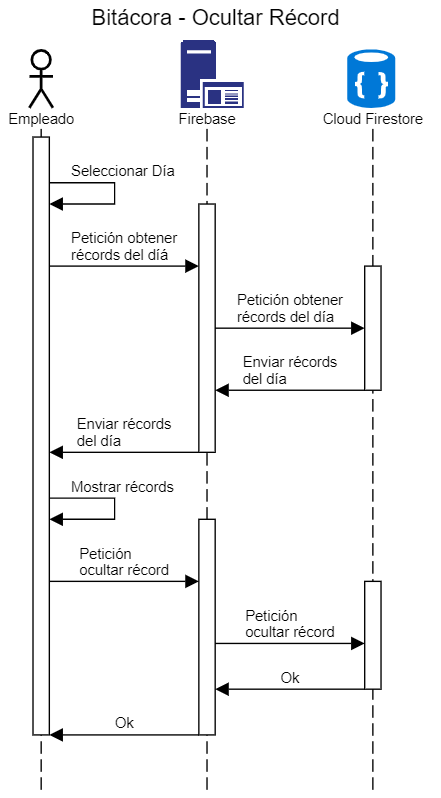 Bitácora - Ocultar Récord
Empleado
Firebase
Cloud Firestore
Seleccionar Día
Petición obtener
récords del díá
Petición obtener
récords del día
Enviar récords
del día
Enviar récords
del día
Mostrar récords
Petición
ocultar récord
Petición
ocultar récord
Ok
Ok